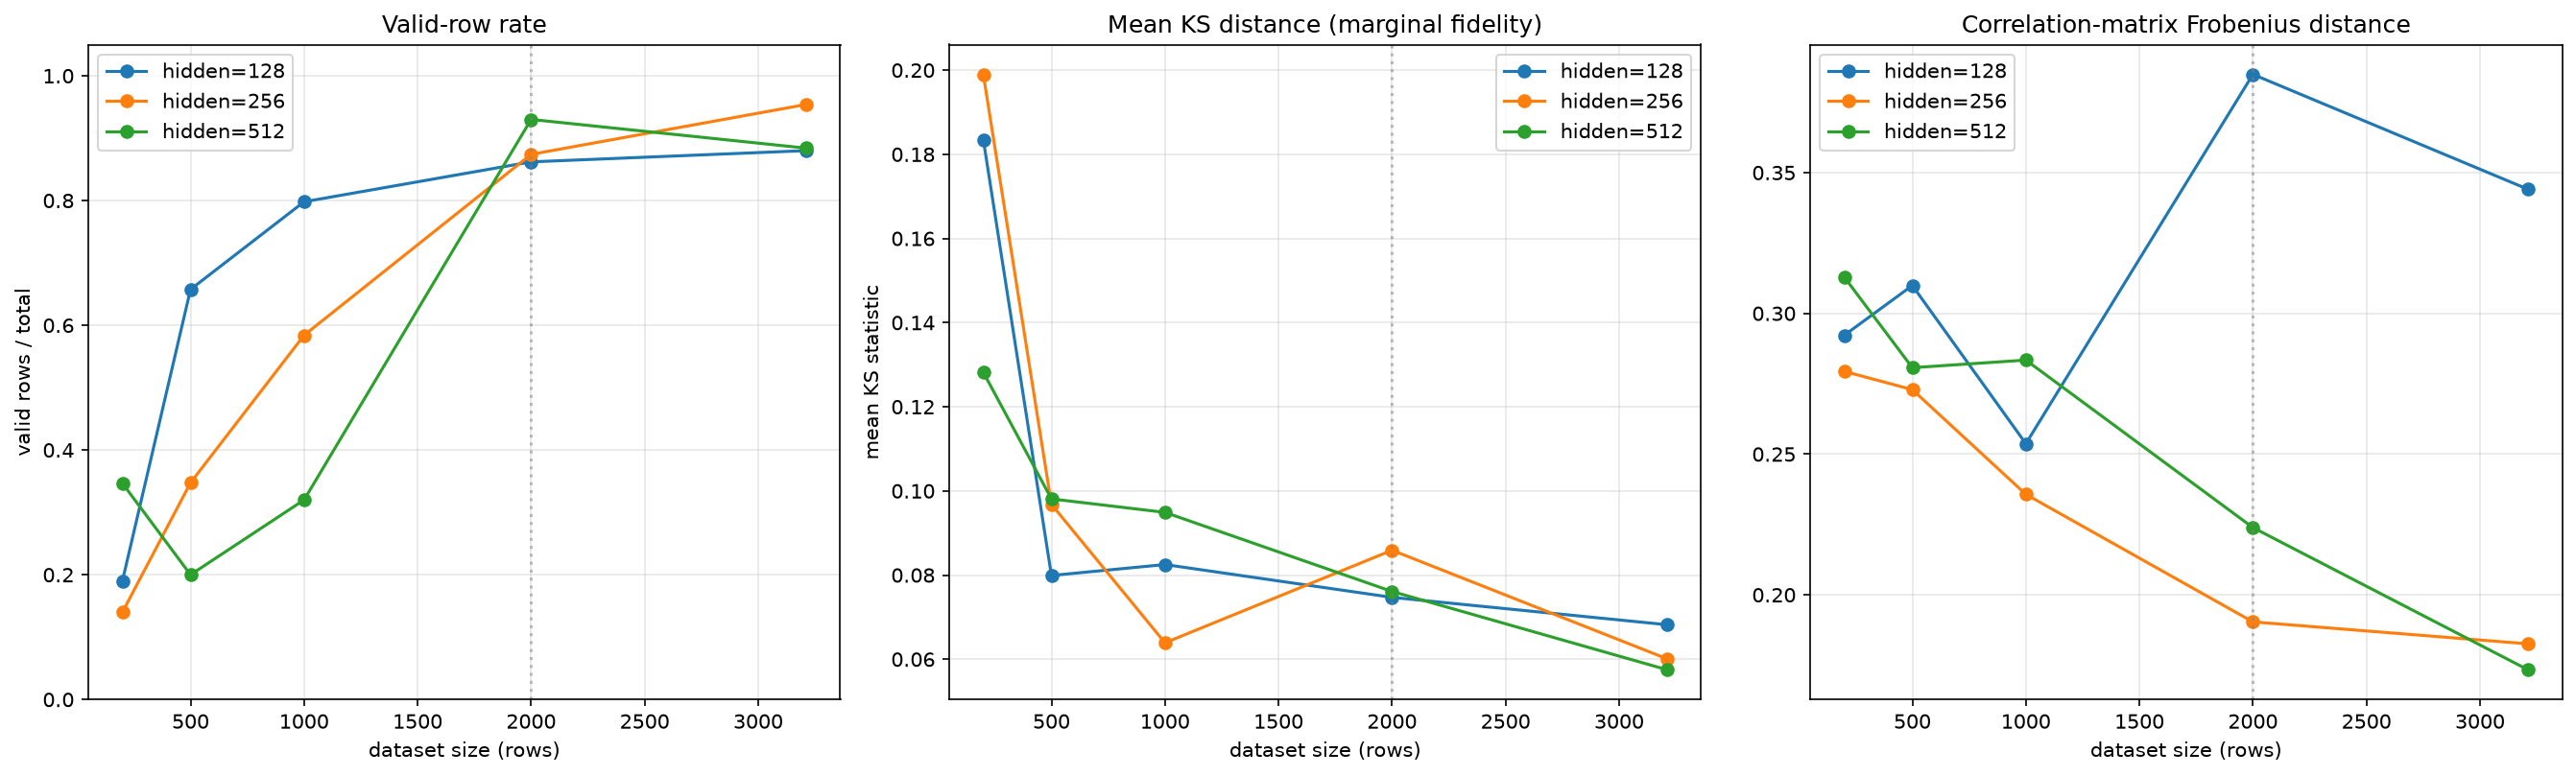 Valid-row rate
valid rows / total
1.0
0.8
0.6
0.4
0.2
0.0
hidden=128
hidden=256
hidden=512
500 1000 1500 2000 2500 3000
dataset size (rows)
Mean KS distance (marginal fidelity)
mean KS statistic
0.20
0.18
0.16
0.14
0.12
0.10
0.08
0.06
hidden=128
hidden=256
hidden=512
500 1000 1500 2000 2500 3000
dataset size (rows)
Correlation-matrix Frobenius distance
0.35
0.30
0.25
0.20
hidden=128
hidden=256
hidden=512
500 1000 1500 2000 2500 3000
dataset size (rows)